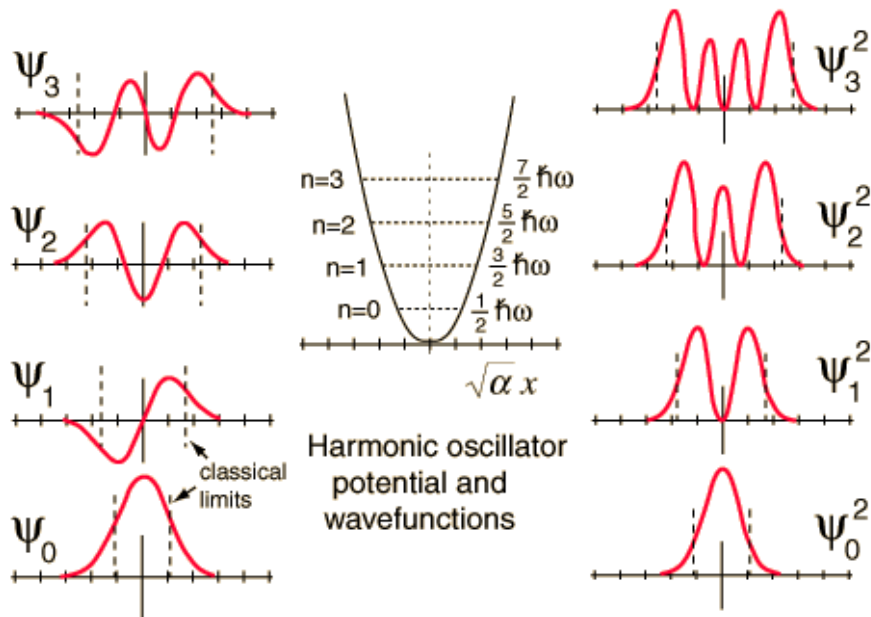 ψ₃
ψ₂
ψ₁
ψ₀
classical
limits
n=3
n=2
n=1
n=0
7/2 ħω
5/2 ħω
3/2 ħω
1/2 ħω
√α x
Harmonic oscillator
potential and
wavefunctions
ψ₃²
ψ₂²
ψ₁²
ψ₀²